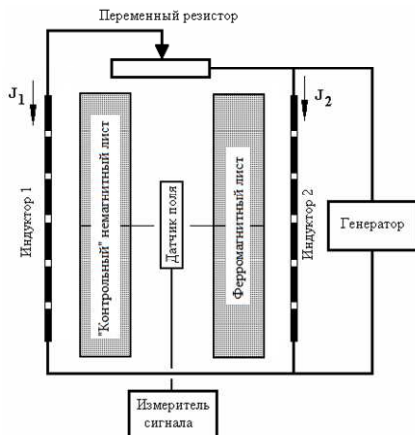 Переменный резистор
J1
J2
Индуктор 1
"Контрольный" немагнитный лист
Датчик поля
Ферромагнитный лист
Индуктор 2
Генератор
Измеритель
сигнала